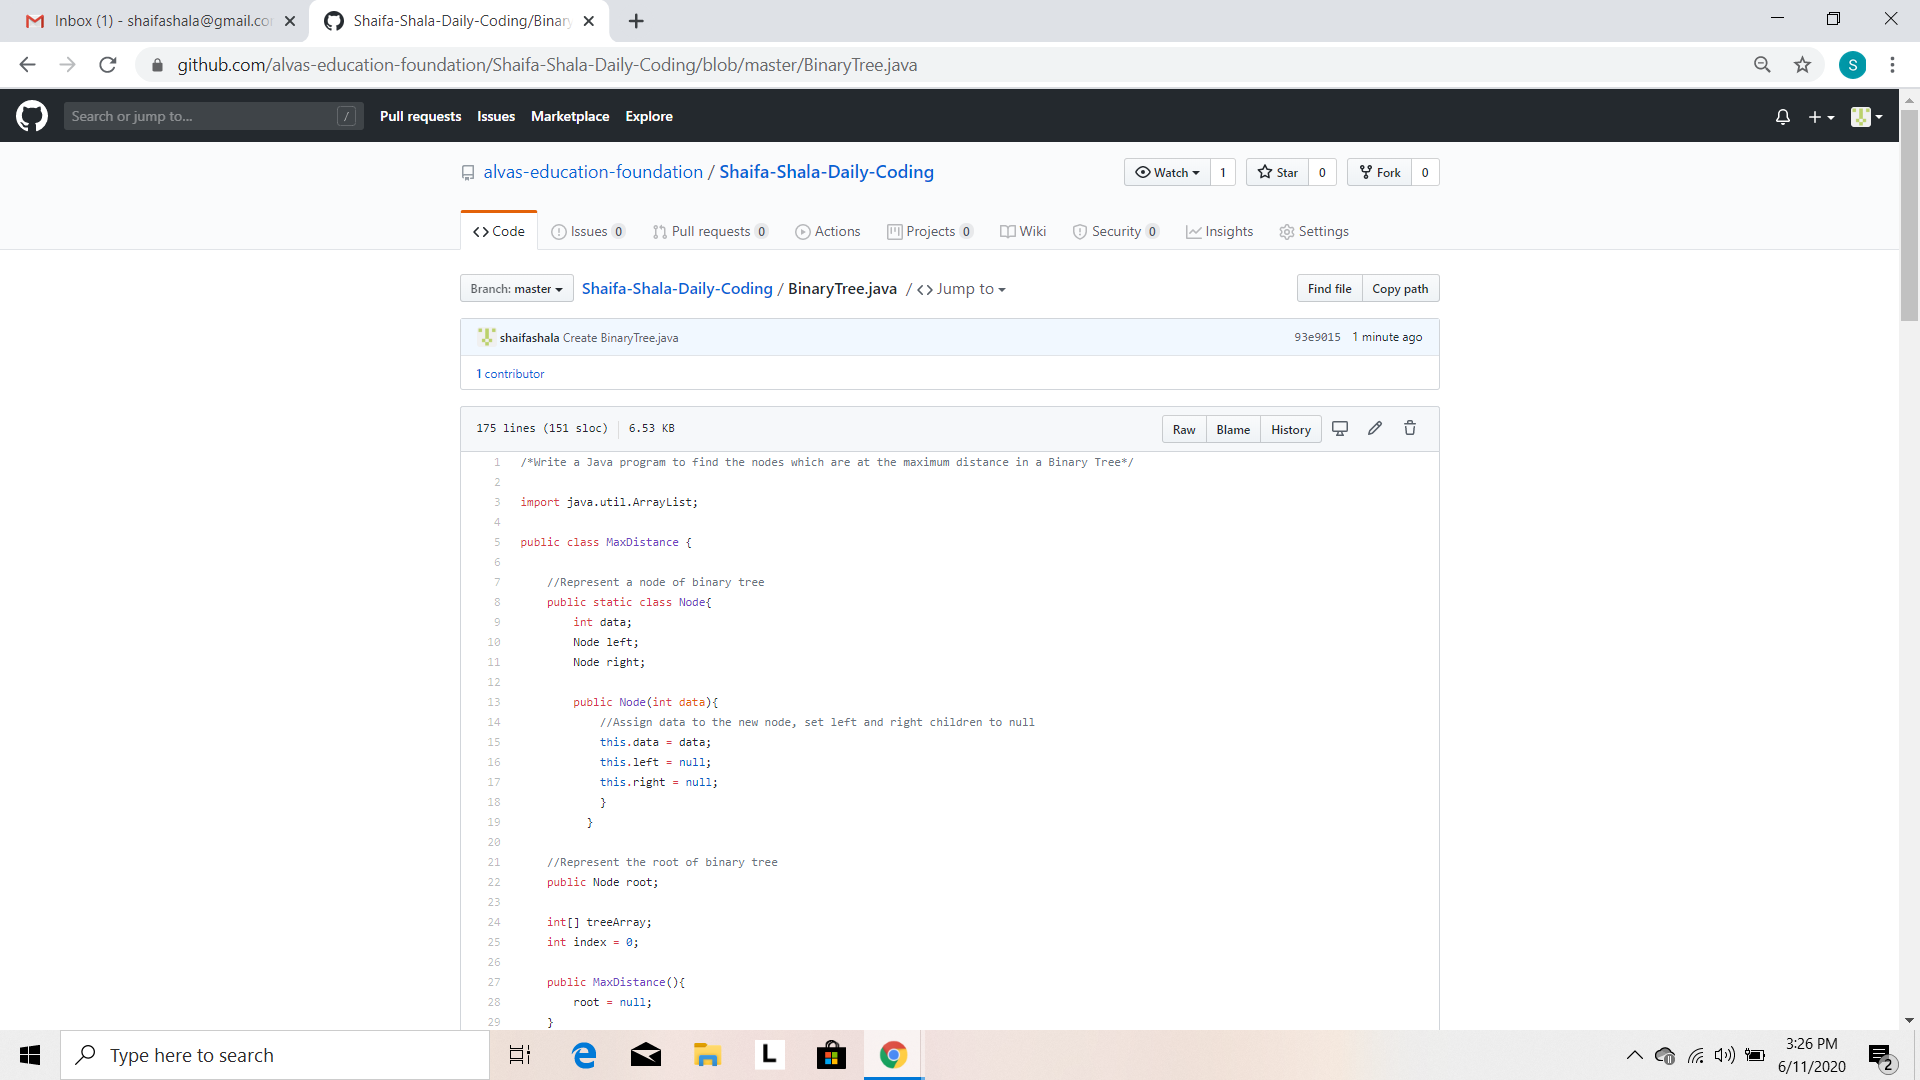 Inbox (1) - shaifashala@gmail.co
Shaifa-Shala-Daily-Coding/Binar
github.com/alvas-education-foundation/Shaifa-Shala-Daily-Coding/blob/master/BinaryTree.java
S
Search or jump to...
/
Pull requests
Issues
Marketplace
Explore
alvas-education-foundation / Shaifa-Shala-Daily-Coding
Watch 1
Star 0
Fork 0
Code
Issues 0
Pull requests 0
Actions
Projects 0
Wiki
Security 0
Insights
Settings
Branch: master
Shaifa-Shala-Daily-Coding / BinaryTree.java / <> Jump to
Find file
Copy path
shaifashala Create BinaryTree.java
93e9015 1 minute ago
1 contributor
175 lines (151 sloc) 6.53 KB
Raw
Blame
History
1 /*Write a Java program to find the nodes which are at the maximum distance in a Binary Tree*/
2
3 import java.util.ArrayList;
4
5 public class MaxDistance {
6
7 //Represent a node of binary tree
8 public static class Node{
9 int data;
10 Node left;
11 Node right;
12
13 public Node(int data){
14 //Assign data to the new node, set left and right children to null
15 this.data = data;
16 this.left = null;
17 this.right = null;
18 }
19 }
20
21 //Represent the root of binary tree
22 public Node root;
23
24 int[] treeArray;
25 int index = 0;
26
27 public MaxDistance(){
28 root = null;
29 }
Type here to search
L
3:26 PM
6/11/2020
2